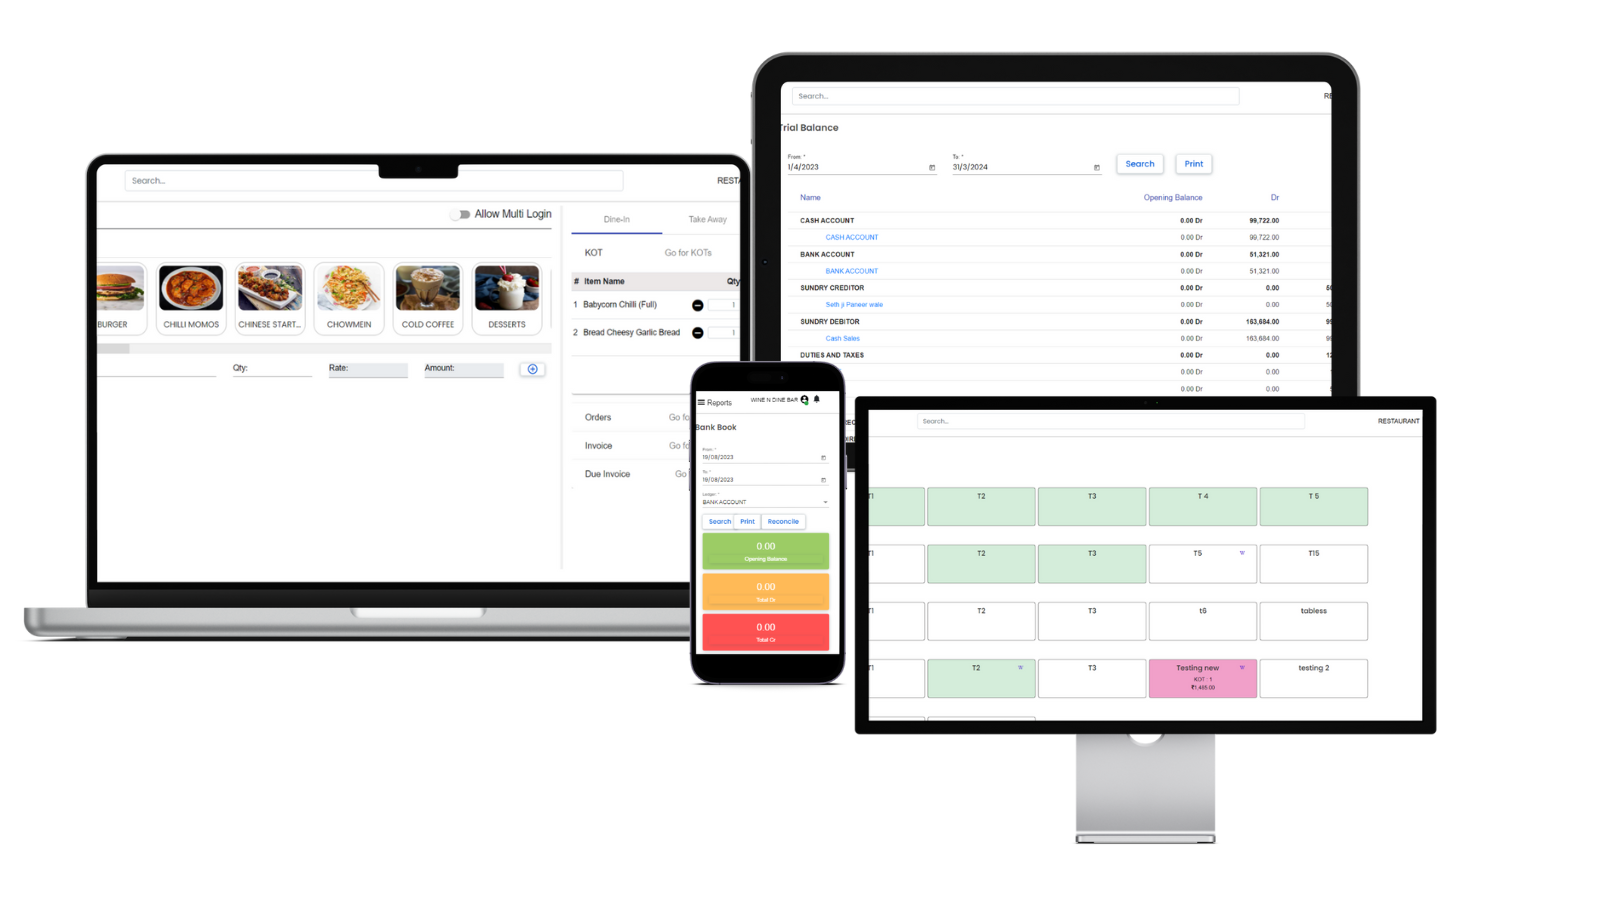 Search...
RESTA
Allow Multi Login
BURGER
CHILLI MOMOS
CHINESE START...
CHOWMEIN
COLD COFFEE
DESSERTS
Qty:
Rate:
Amount:
Dine-In
Take Away
KOT
Go for KOTs
# Item Name Qty
1 Babycorn Chilli (Full) 1
2 Bread Cheesy Garlic Bread 1
Orders Go fo
Invoice Go fo
Due Invoice Go
Search...
RE
Trial Balance
From: *
1/4/2023
To: *
31/3/2024
Search
Print
Name Opening Balance Dr
CASH ACCOUNT 0.00 Dr 99,722.00
CASH ACCOUNT 0.00 Dr 99,722.00
BANK ACCOUNT 0.00 Dr 51,321.00
BANK ACCOUNT 0.00 Dr 51,321.00
SUNDRY CREDITOR 0.00 Dr 0.00
Seth ji Paneer wale 0.00 Dr 0.00
SUNDRY DEBITOR 0.00 Dr 163,684.00
Cash Sales 0.00 Dr 163,684.00
DUTIES AND TAXES 0.00 Dr 0.00
0.00 Dr 0.00
0.00 Dr 0.00
Reports
WINE N DINE BAR
Bank Book
From: *
19/08/2023
To: *
19/08/2023
Ledger *
BANK ACCOUNT
Search
Print
Reconcile
0.00
Opening Balance
0.00
Total Cr
0.00
Total Cr
Search...
RESTAURANT
T1 T2 T3 T 4 T 5
T1 T2 T3 T5 T15
T1 T2 T3 t6 tabless
T1 T2 T3 Testing new testing 2
KOT : 1
₹1,485.00